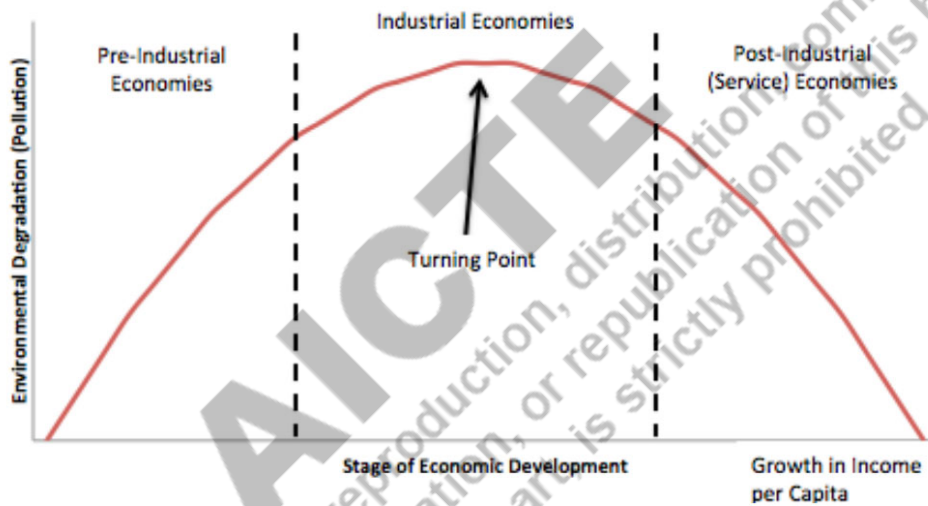 Industrial Economies
Pre-Industrial
Economies
Post-Industrial
(Service) Economies
Environmental Degradation (Pollution)
Turning Point
Stage of Economic Development
Growth in Income
per Capita
AICTE
reproduction, distribution,
or republication of this
is strictly prohibited